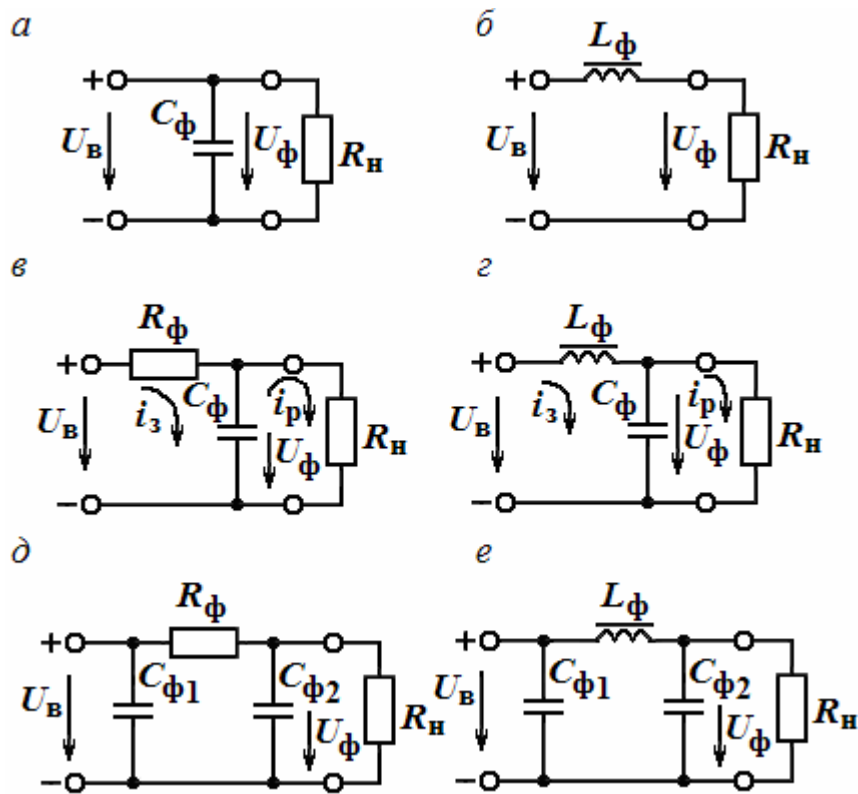 а
+
Uв
−
Cф
Uф
Rн
б
Lф
+
Uв
−
Uф
Rн
в
Rф
+
Uв
−
iз
Cф
iр
Uф
Rн
г
Lф
+
Uв
−
iз
Cф
iр
Uф
Rн
д
Rф
+
Uв
−
Cф1
Cф2
Uф
Rн
е
Lф
+
Uв
−
Cф1
Cф2
Uф
Rн